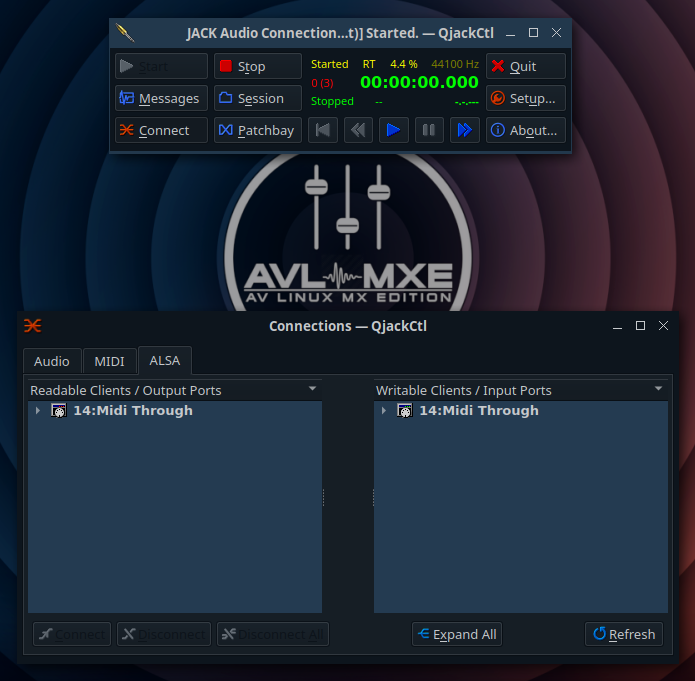 JACK Audio Connection...t)] Started. — QjackCtl
Start
Stop
Started RT 4.4 % 44100 Hz
Quit
0 (3) 00:00:00.000
Messages
Session
Stopped -- -.-.---
Setup...
Connect
Patchbay
About...
AVL MXE
AV LINUX MX EDITION
Connections — QjackCtl
Audio MIDI ALSA
Readable Clients / Output Ports
Writable Clients / Input Ports
14:Midi Through
14:Midi Through
Connect Disconnect Disconnect All Expand All Refresh